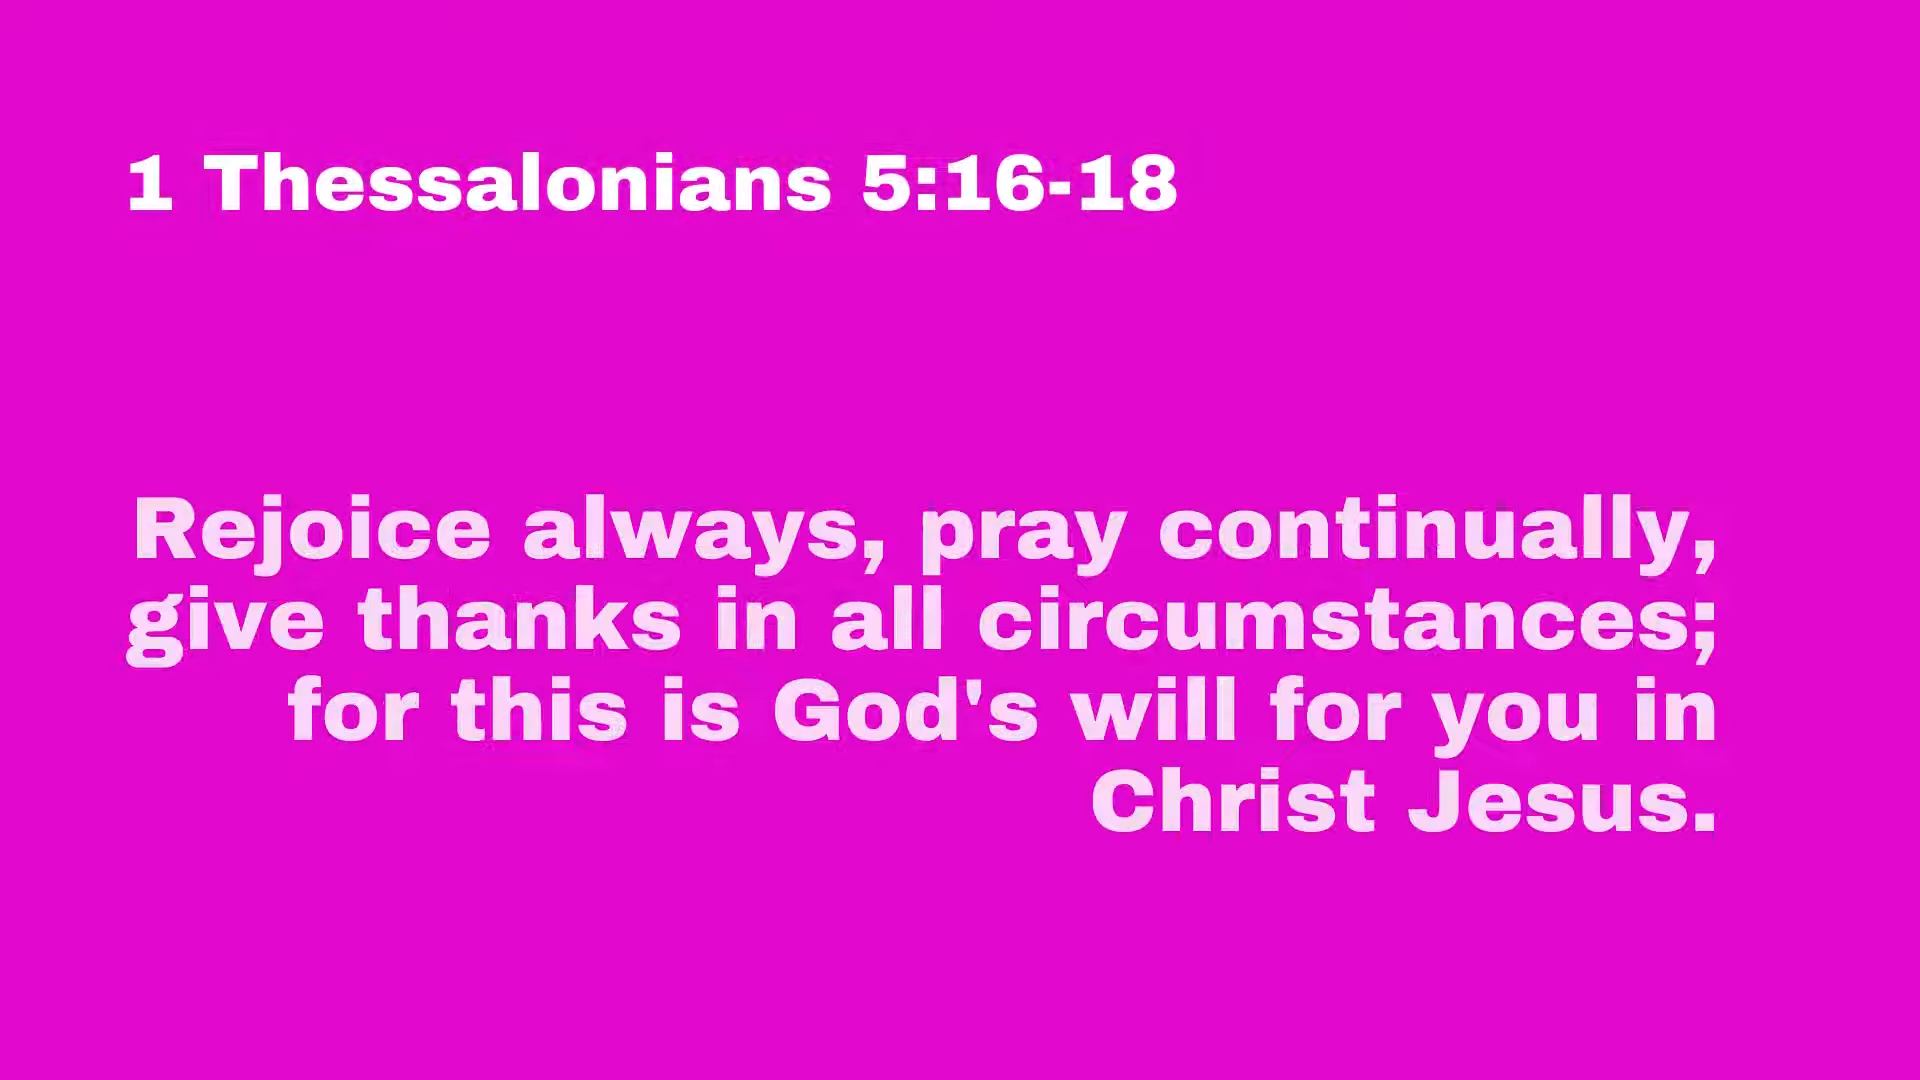 1 Thessalonians 5:16-18
Rejoice always, pray continually,
give thanks in all circumstances;
for this is God's will for you in
Christ Jesus.